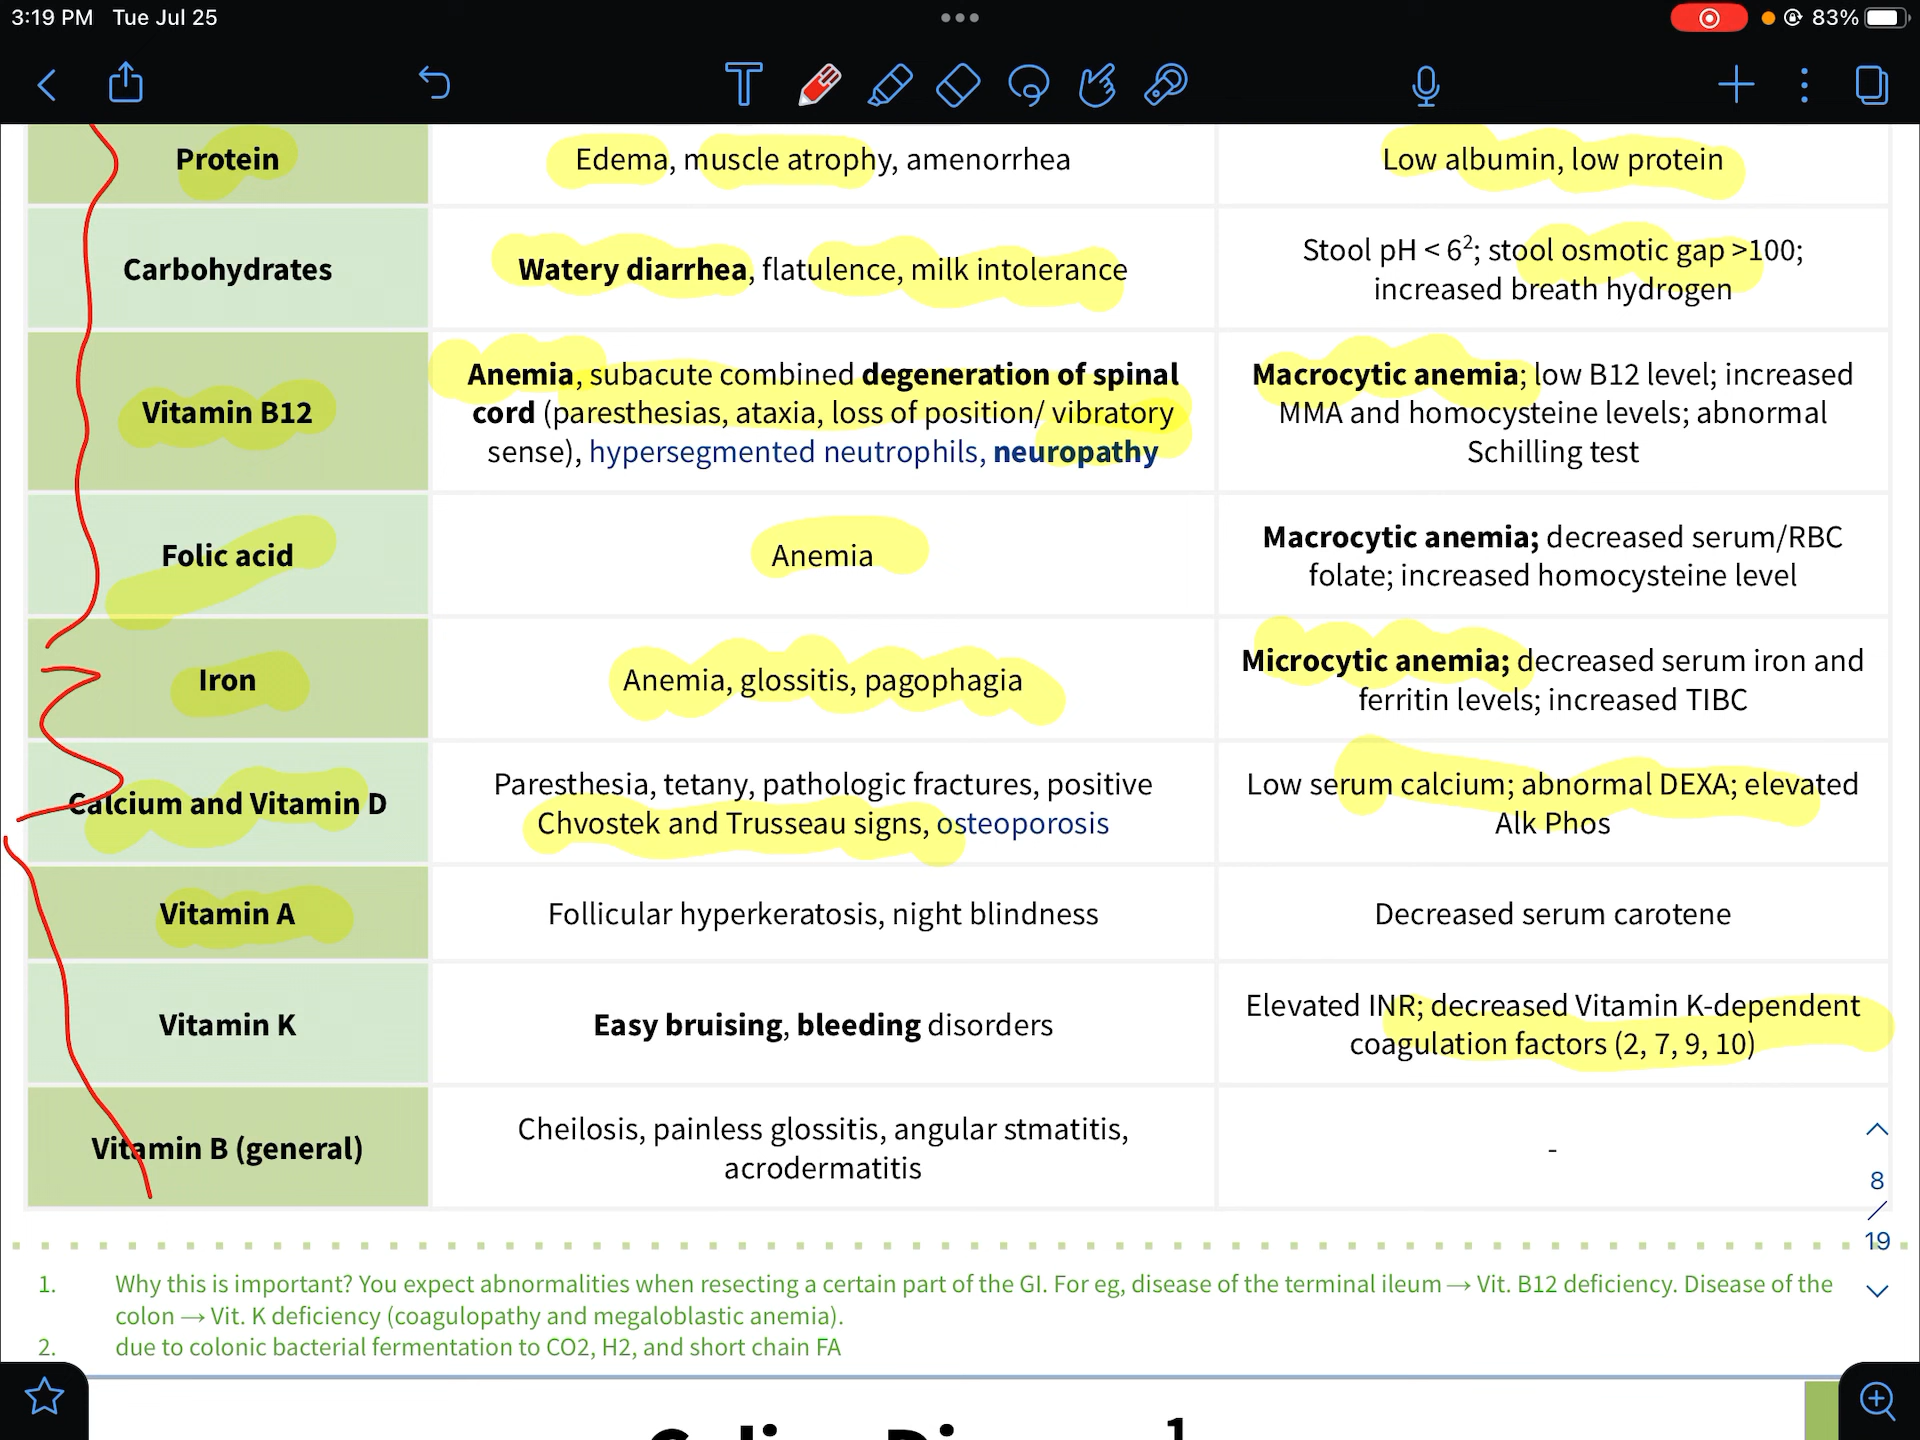 3:19 PM Tue Jul 25
83%
Protein
Edema, muscle atrophy, amenorrhea
Low albumin, low protein
Carbohydrates
Watery diarrhea, flatulence, milk intolerance
Stool pH < 6²; stool osmotic gap >100;
increased breath hydrogen
Vitamin B12
Anemia, subacute combined degeneration of spinal
cord (paresthesias, ataxia, loss of position/ vibratory
sense), hypersegmented neutrophils, neuropathy
Macrocytic anemia; low B12 level; increased
MMA and homocysteine levels; abnormal
Schilling test
Folic acid
Anemia
Macrocytic anemia; decreased serum/RBC
folate; increased homocysteine level
Iron
Anemia, glossitis, pagophagia
Microcytic anemia; decreased serum iron and
ferritin levels; increased TIBC
Calcium and Vitamin D
Paresthesia, tetany, pathologic fractures, positive
Chvostek and Trusseau signs, osteoporosis
Low serum calcium; abnormal DEXA; elevated
Alk Phos
Vitamin A
Follicular hyperkeratosis, night blindness
Decreased serum carotene
Vitamin K
Easy bruising, bleeding disorders
Elevated INR; decreased Vitamin K-dependent
coagulation factors (2, 7, 9, 10)
Vitamin B (general)
Cheilosis, painless glossitis, angular stmatitis,
acrodermatitis
-
8
/
19
1. Why this is important? You expect abnormalities when resecting a certain part of the GI. For eg, disease of the terminal ileum → Vit. B12 deficiency. Disease of the
colon → Vit. K deficiency (coagulopathy and megaloblastic anemia).
2. due to colonic bacterial fermentation to CO2, H2, and short chain FA